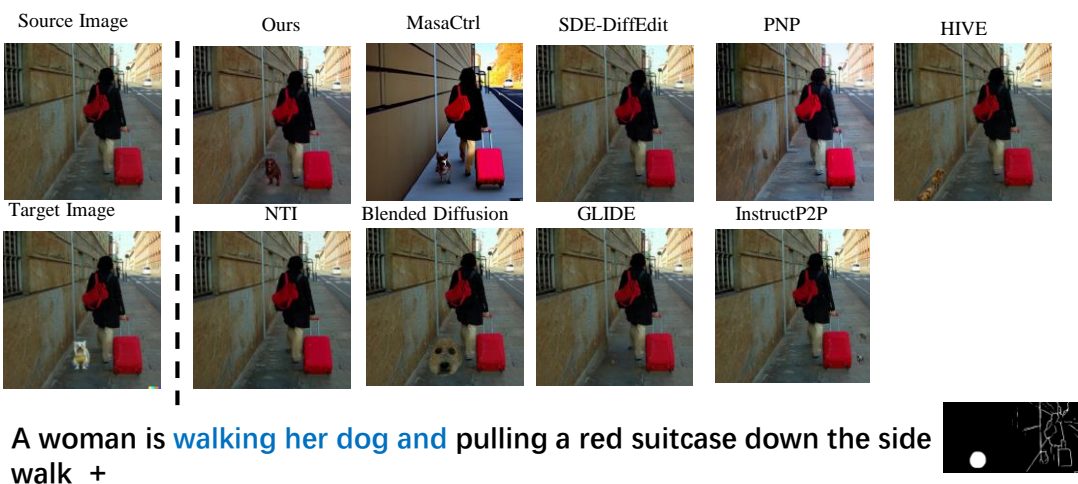 Source Image
Ours
MasaCtrl
SDE-DiffEdit
PNP
HIVE
Target Image
NTI
Blended Diffusion
GLIDE
InstructP2P
A woman is walking her dog and pulling a red suitcase down the side
walk +